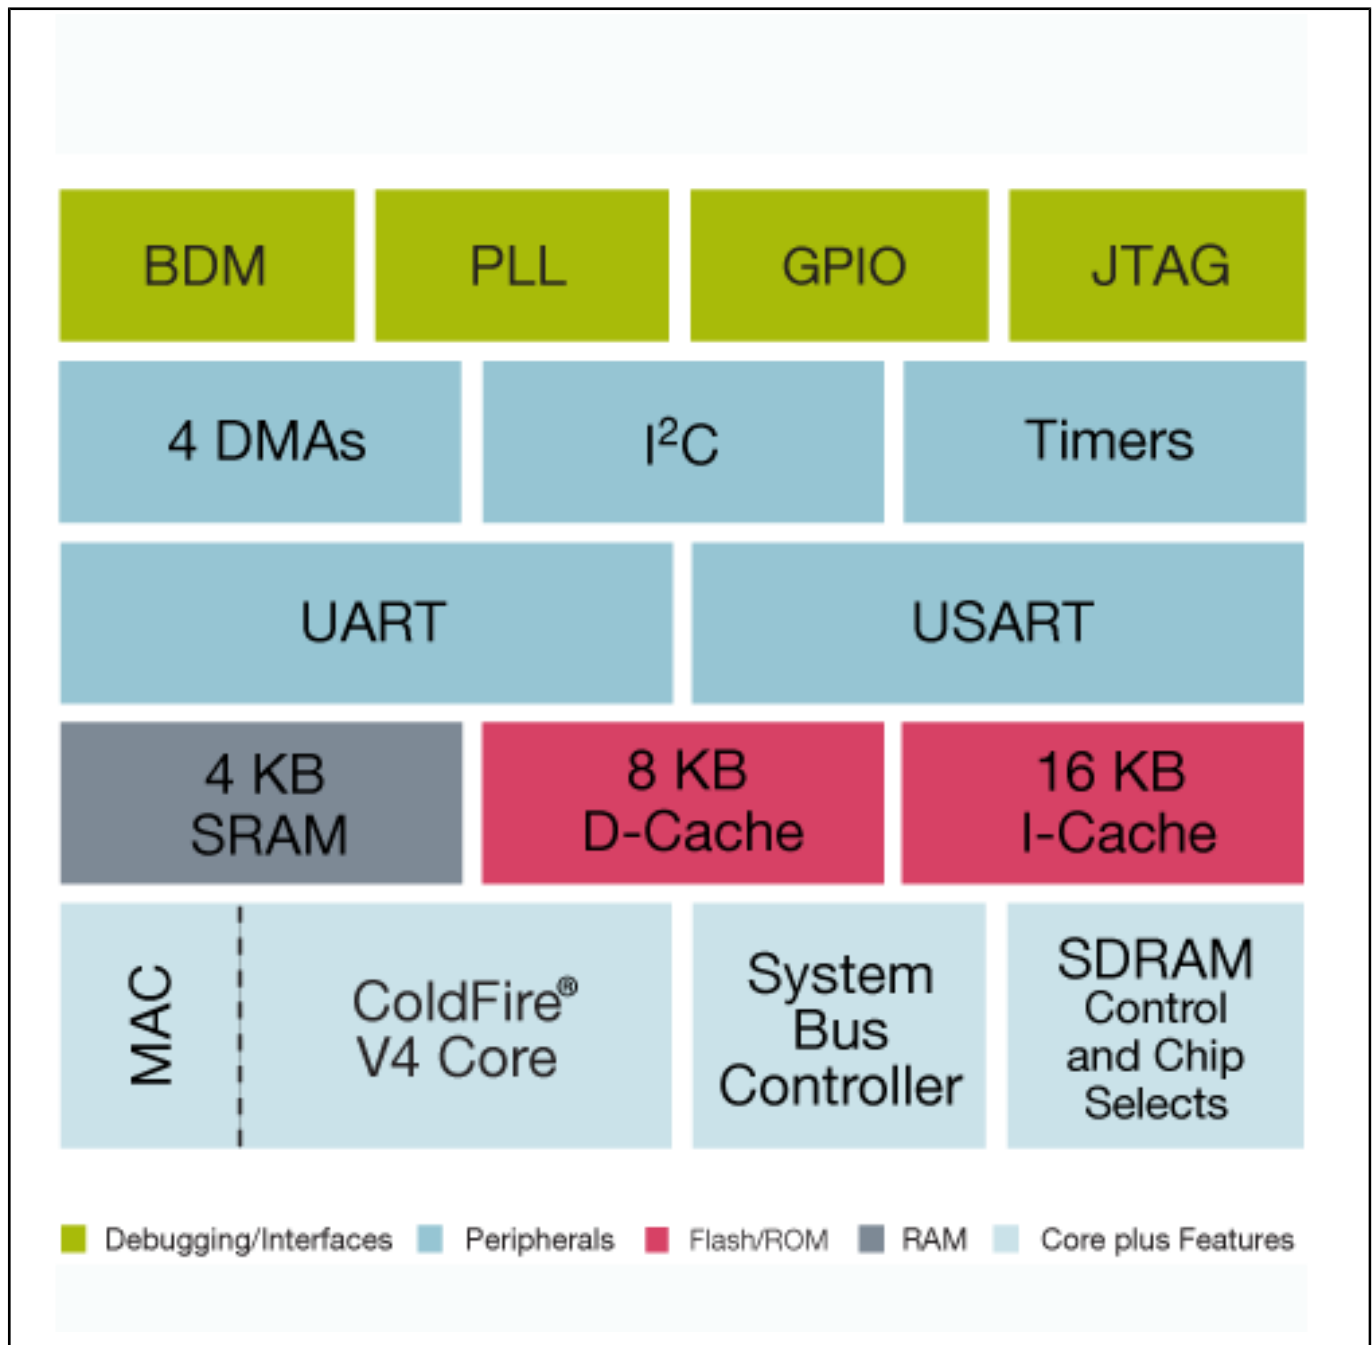 BDM PLL GPIO JTAG
4 DMAs I²C Timers
UART USART
4 KB
SRAM
8 KB
D-Cache
16 KB
I-Cache
MAC
ColdFire®
V4 Core
System
Bus
Controller
SDRAM
Control
and Chip
Selects
Debugging/Interfaces Peripherals Flash/ROM RAM Core plus Features